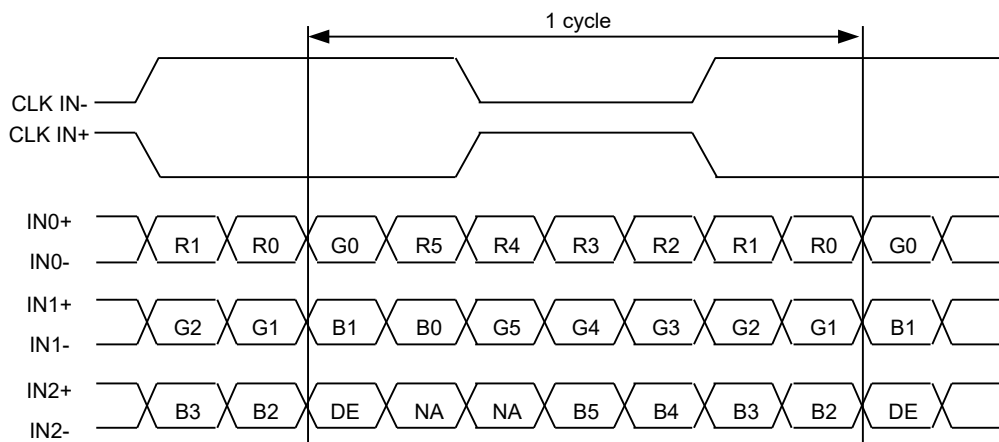 1 cycle
CLK IN-
CLK IN+
IN0+
R1 R0 G0 R5 R4 R3 R2 R1 R0 G0
IN0-
IN1+
G2 G1 B1 B0 G5 G4 G3 G2 G1 B1
IN1-
IN2+
B3 B2 DE NA NA B5 B4 B3 B2 DE
IN2-